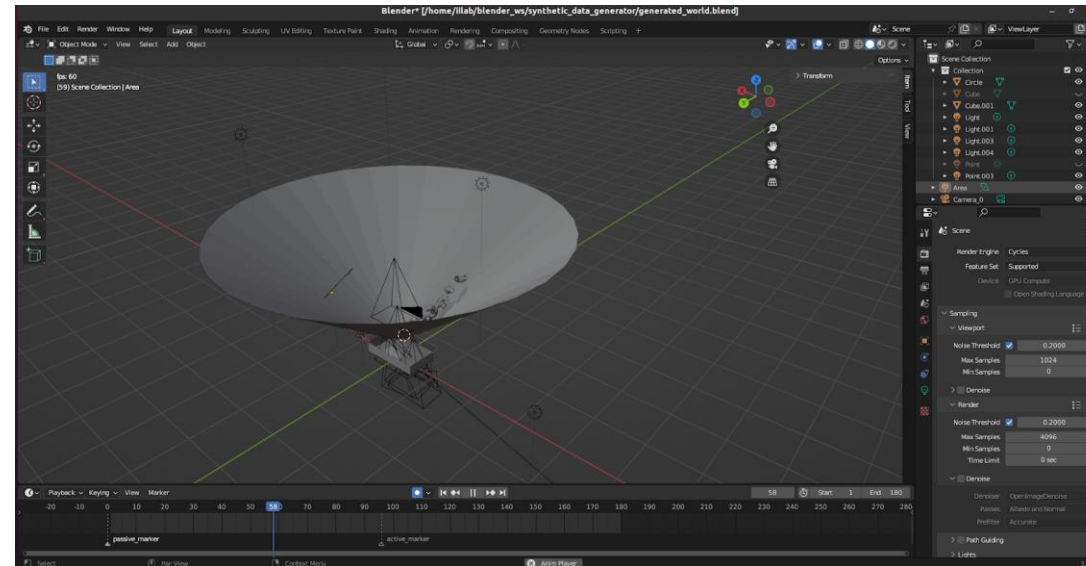 Blender* [/home/iilab/blender_ws/synthetic_data_generator/generated_world.blend]
File Edit Render Window Help Layout Modeling Sculpting UV Editing Texture Paint Shading Animation Rendering Compositing Geometry Nodes Scripting + Scene ViewLayer
Object Mode View Select Add Object Global
Options
fps: 60
(59) Scene Collection | Area
Transform
Item
Tool
View
X
Y
Z
Scene Collection
Collection
Circle
Cube
Cube.001
Light
Light.001
Light.003
Light.004
Point
Point.003
Area
Camera_0
Scene
Render Engine Cycles
Feature Set Supported
Device GPU Compute
Open Shading Language
Sampling
Viewport
Noise Threshold 0.2000
Max Samples 1024
Min Samples 0
Denoise
Render
Noise Threshold 0.2000
Max Samples 4096
Min Samples 0
Time Limit 0 sec
Denoise
Denoiser OpenImageDenoise
Passes Albedo and Normal
Prefilter Accurate
Path Guiding
Lights
Playback Keying View Marker 58 Start 1 End 180
-20 -10 0 10 20 30 40 50 58 70 80 90 100 110 120 130 140 150 160 170 180 190 200 210 220 230 240 250 260 270 280
passive_marker active_marker
Select Pan View Context Menu Anim Player